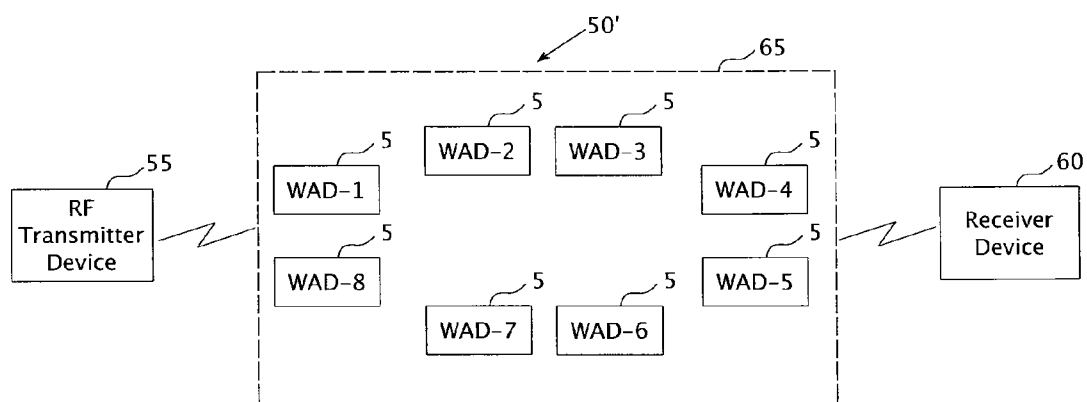 50'
65
5
5
WAD-2
WAD-3
5
5
WAD-1
WAD-4
55
60
RF
Transmitter
Device
Receiver
Device
5
5
WAD-8
WAD-5
5
5
WAD-7
WAD-6